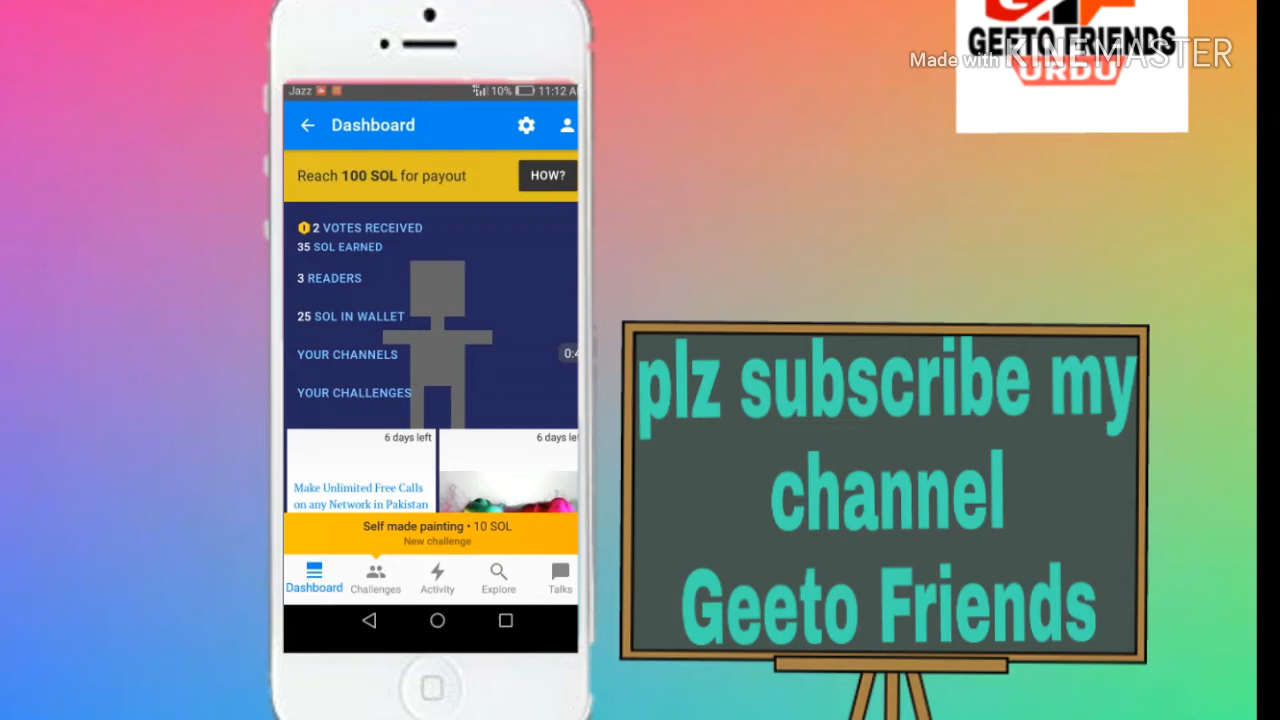 GEETO FRIENDS
URDU
Made with KINEMASTER
Jazz
10%
11:12 A
Dashboard
Reach 100 SOL for payout
HOW?
2 VOTES RECEIVED
35 SOL EARNED
3 READERS
25 SOL IN WALLET
YOUR CHANNELS
0:4
YOUR CHALLENGES
6 days left
6 days lef
Make Unlimited Free Calls
on any Network in Pakistan
Self made painting • 10 SOL
New challenge
Dashboard
Challenges
Activity
Explore
Talks
plz subscribe my
channel
Geeto Friends